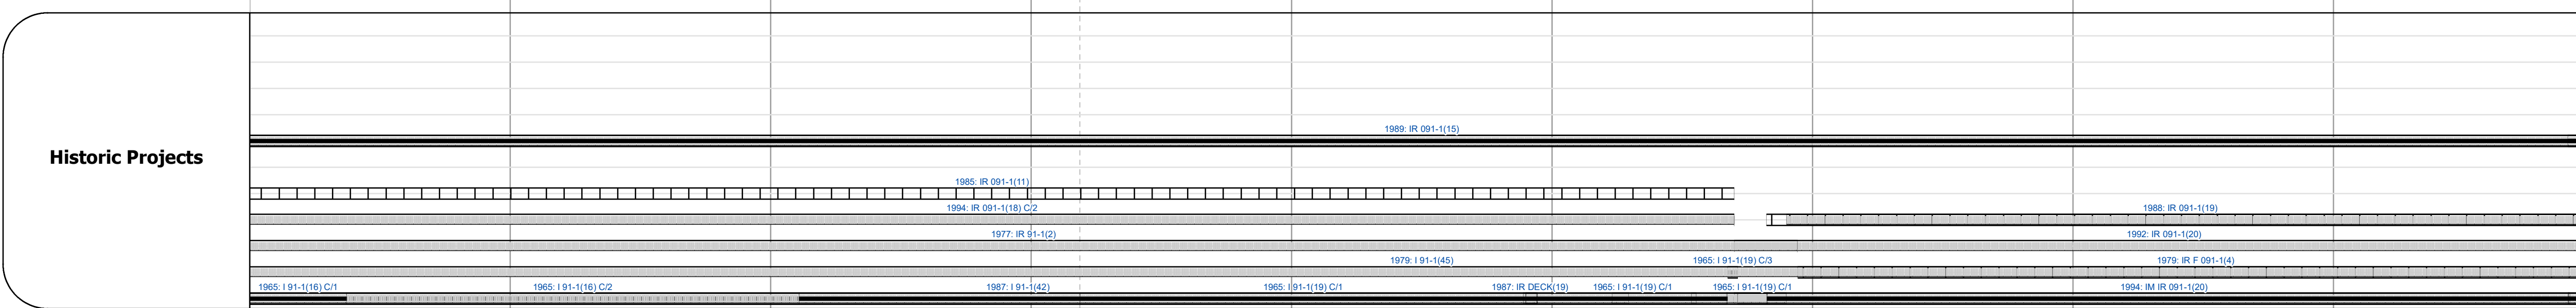 Historic Projects
1989: IR 091-1(15)
1985: IR 091-1(11)
1994: IR 091-1(18) C/2
1988: IR 091-1(19)
1977: IR 91-1(2)
1992: IR 091-1(20)
1979: I 91-1(45)
1965: I 91-1(19) C/3
1979: IR F 091-1(4)
1965: I 91-1(16) C/1
1965: I 91-1(16) C/2
1987: I 91-1(42)
1965: I 91-1(19) C/1
1987: IR DECK(19)
1965: I 91-1(19) C/1
1965: I 91-1(19) C/1
1994: IM IR 091-1(20)